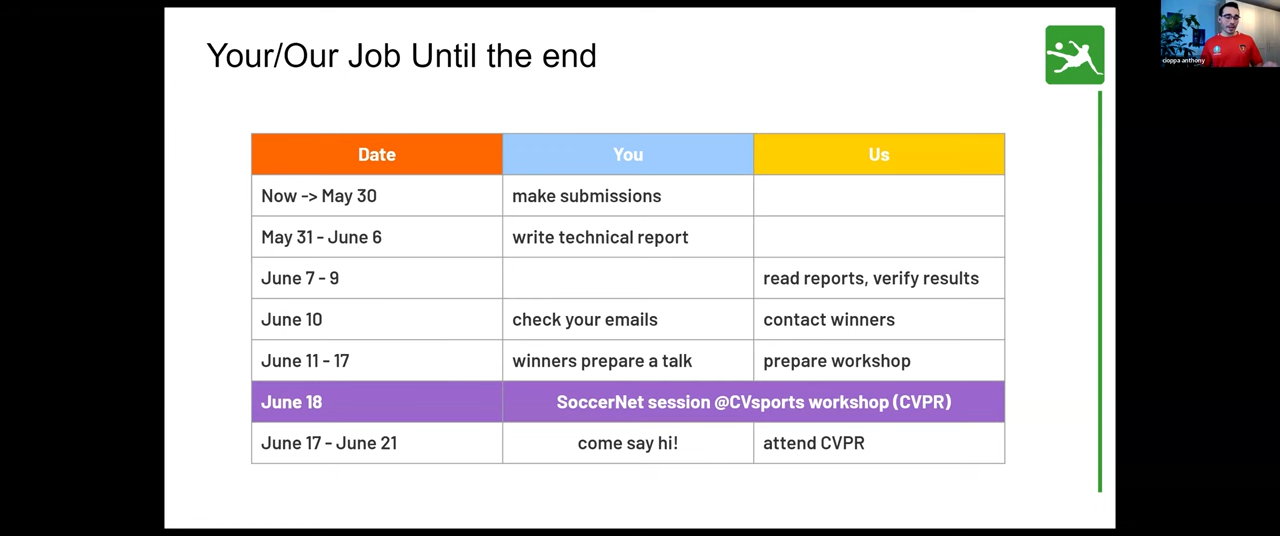 Your/Our Job Until the end
cioppa anthony
Date You Us
Now -> May 30 make submissions
May 31 - June 6 write technical report
June 7 - 9 read reports, verify results
June 10 check your emails contact winners
June 11 - 17 winners prepare a talk prepare workshop
June 18 SoccerNet session @CVsports workshop (CVPR)
June 17 - June 21 come say hi! attend CVPR